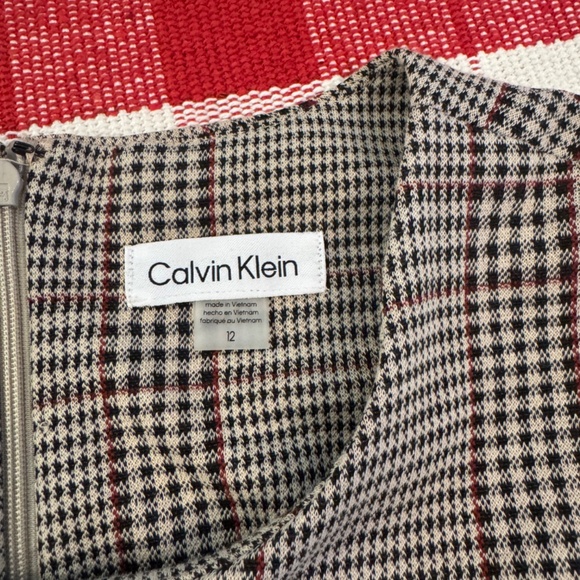 Calvin Klein
made in Vietnam
hecho en Vietnam
fabriqué au Vietnam
12